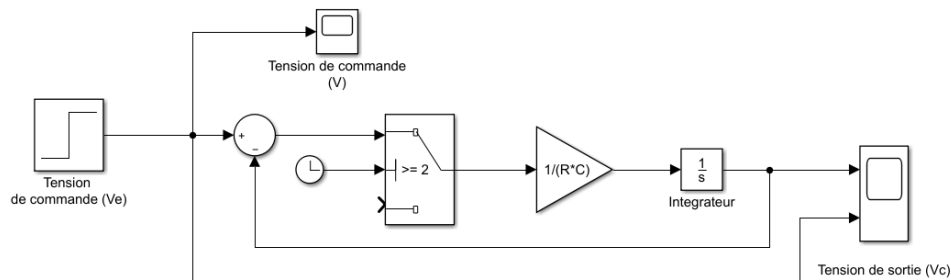 Tension de commande
(V)
+
−
>= 2
1/(R*C)
1
s
Tension
de commande (Ve)
Integrateur
Tension de sortie (Vc)